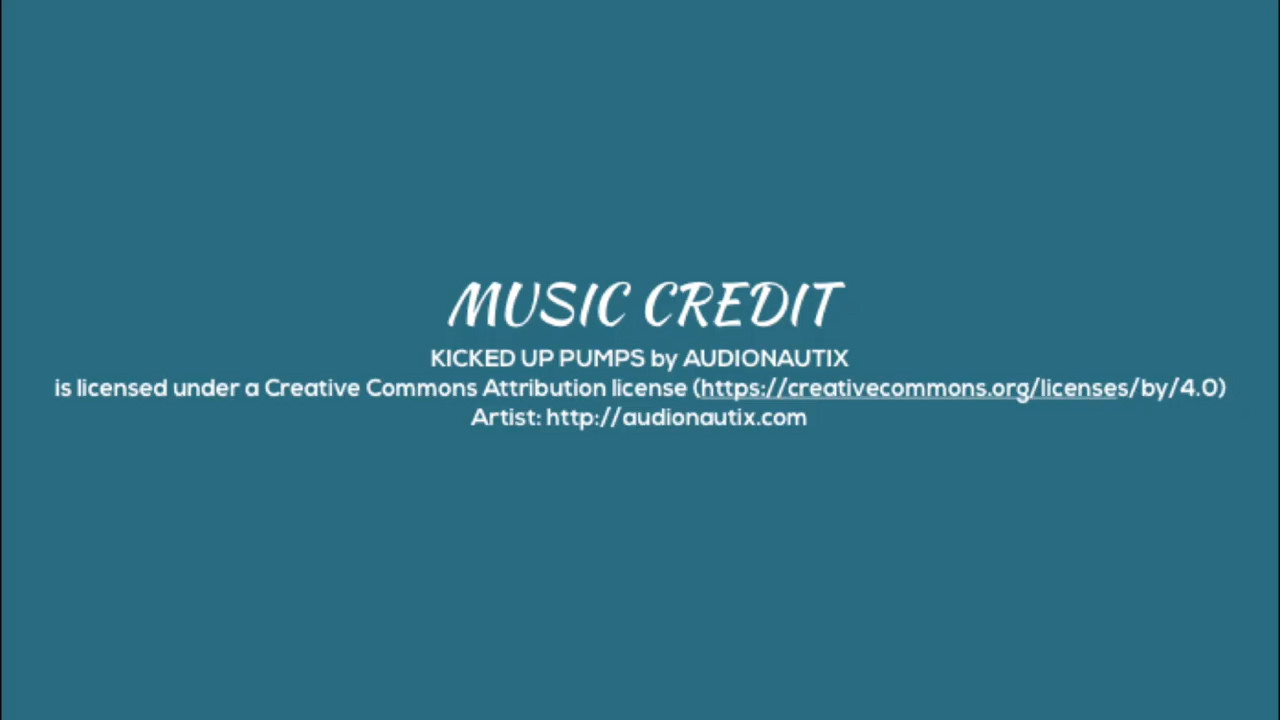 MUSIC CREDIT
KICKED UP PUMPS by AUDIONAUTIX
is licensed under a Creative Commons Attribution license (https://creativecommons.org/licenses/by/4.0)
Artist: http://audionautix.com